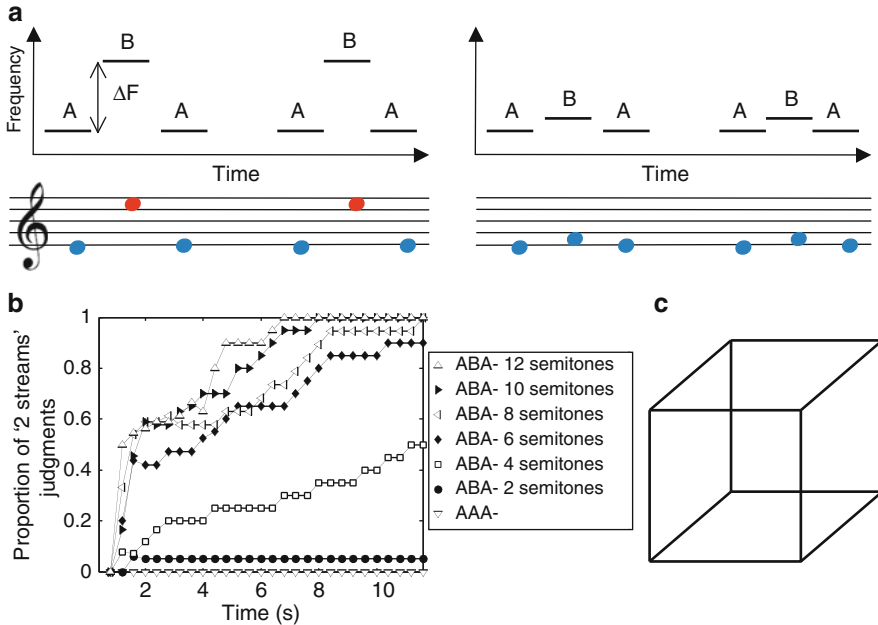 a
B
B
A
ΔF
A
A
A
Frequency
Time
B
B
A
A
A
A
Time
b
1
0.8
0.6
0.4
0.2
0
2
4
6
8
10
Proportion of '2 streams'
judgments
Time (s)
ABA- 12 semitones
ABA- 10 semitones
ABA- 8 semitones
ABA- 6 semitones
ABA- 4 semitones
ABA- 2 semitones
AAA-
c